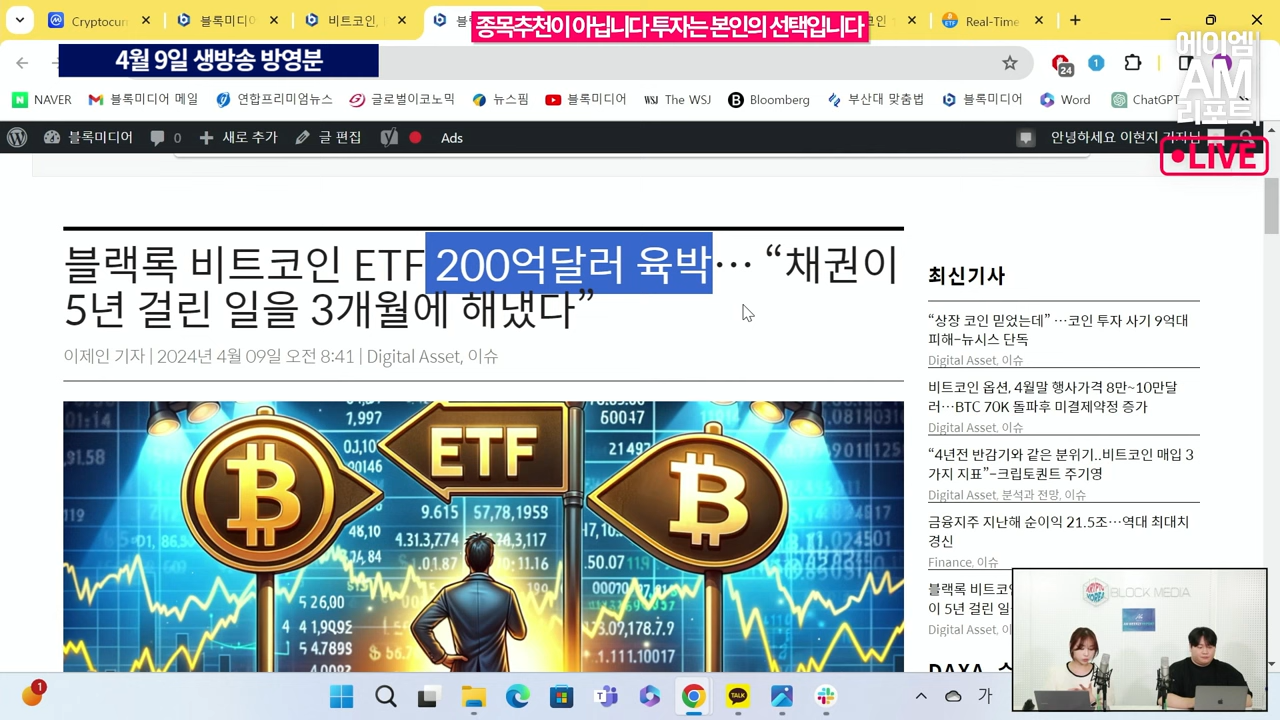 Cryptocurr
블록미디
비트코인,
종목추천이 아닙니다 투자는 본인의 선택입니다
Real-Time
4월 9일 생방송 방영분
24
1
에이엠
AM
리포트
LIVE
NAVER
블록미디어 메일
연합프리미엄뉴스
글로벌이코노믹
뉴스핌
블록미디어
WSJ The WSJ
Bloomberg
부산대 맞춤법
블록미디어
Word
ChatGPT
블록미디어
0
새로 추가
글 편집
Ads
안녕하세요 이현지 기자님
블랙록 비트코인 ETF 200억달러 육박… “채권이
5년 걸린 일을 3개월에 해냈다”
이제인 기자 | 2024년 4월 09일 오전 8:41 | Digital Asset, 이슈
ETF
최신기사
“상장 코인 믿었는데” …코인 투자 사기 9억대
피해–뉴시스 단독
Digital Asset, 이슈
비트코인 옵션, 4월말 행사가격 8만~10만달
러…BTC 70K 돌파후 미결제약정 증가
Digital Asset, 이슈
“4년전 반감기와 같은 분위기..비트코인 매입 3
가지 지표”–크립토퀀트 주기영
Digital Asset, 분석과 전망, 이슈
금융지주 지난해 순이익 21.5조…역대 최대치
경신
Finance, 이슈
블랙록 비트코
이 5년 걸린 일
Digital Asset, 이
BLOCK MEDIA
1
TALK
가